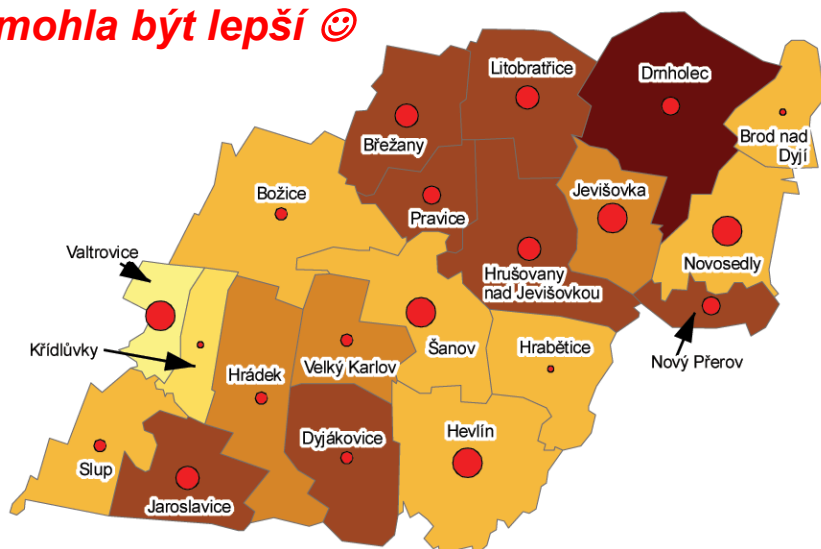 mohla být lepší ☺
Litobratřice
Drnholec
Břežany
Brod nad
Dyjí
Božice
Pravice
Jevišovka
Valtrovice
Novosedly
Hrušovany
nad Jevišovkou
Křídlůvky
Šanov
Hrabětice
Nový Přerov
Hrádek
Velký Karlov
Dyjákovice
Hevlín
Slup
Jaroslavice